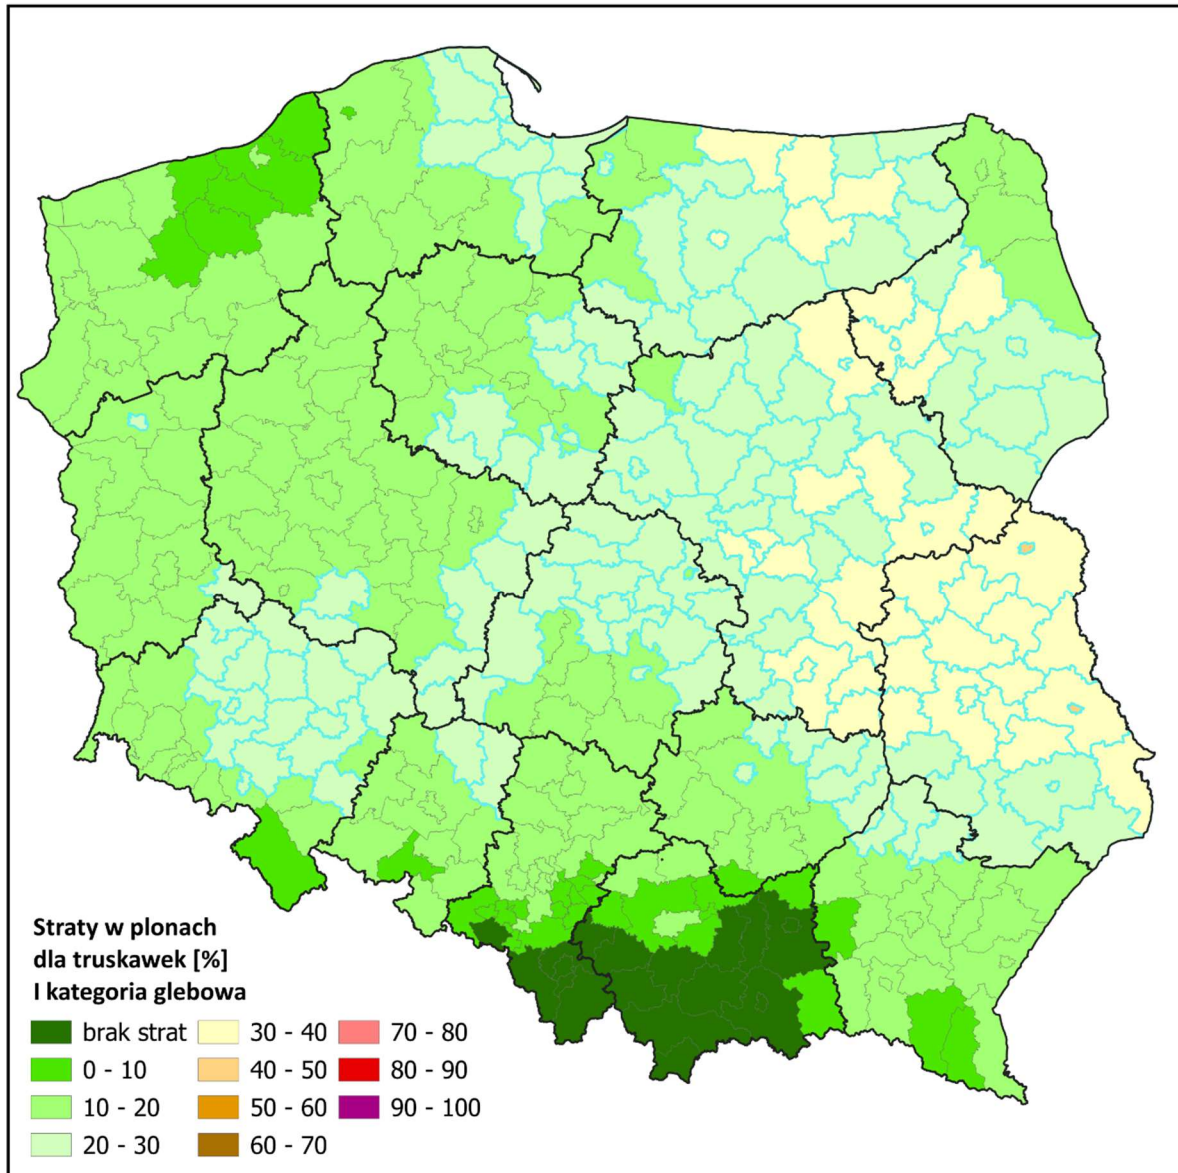 Straty w plonach
dla truskawek [%]
I kategoria glebowa
brak strat
0 - 10
10 - 20
20 - 30
30 - 40
40 - 50
50 - 60
60 - 70
70 - 80
80 - 90
90 - 100